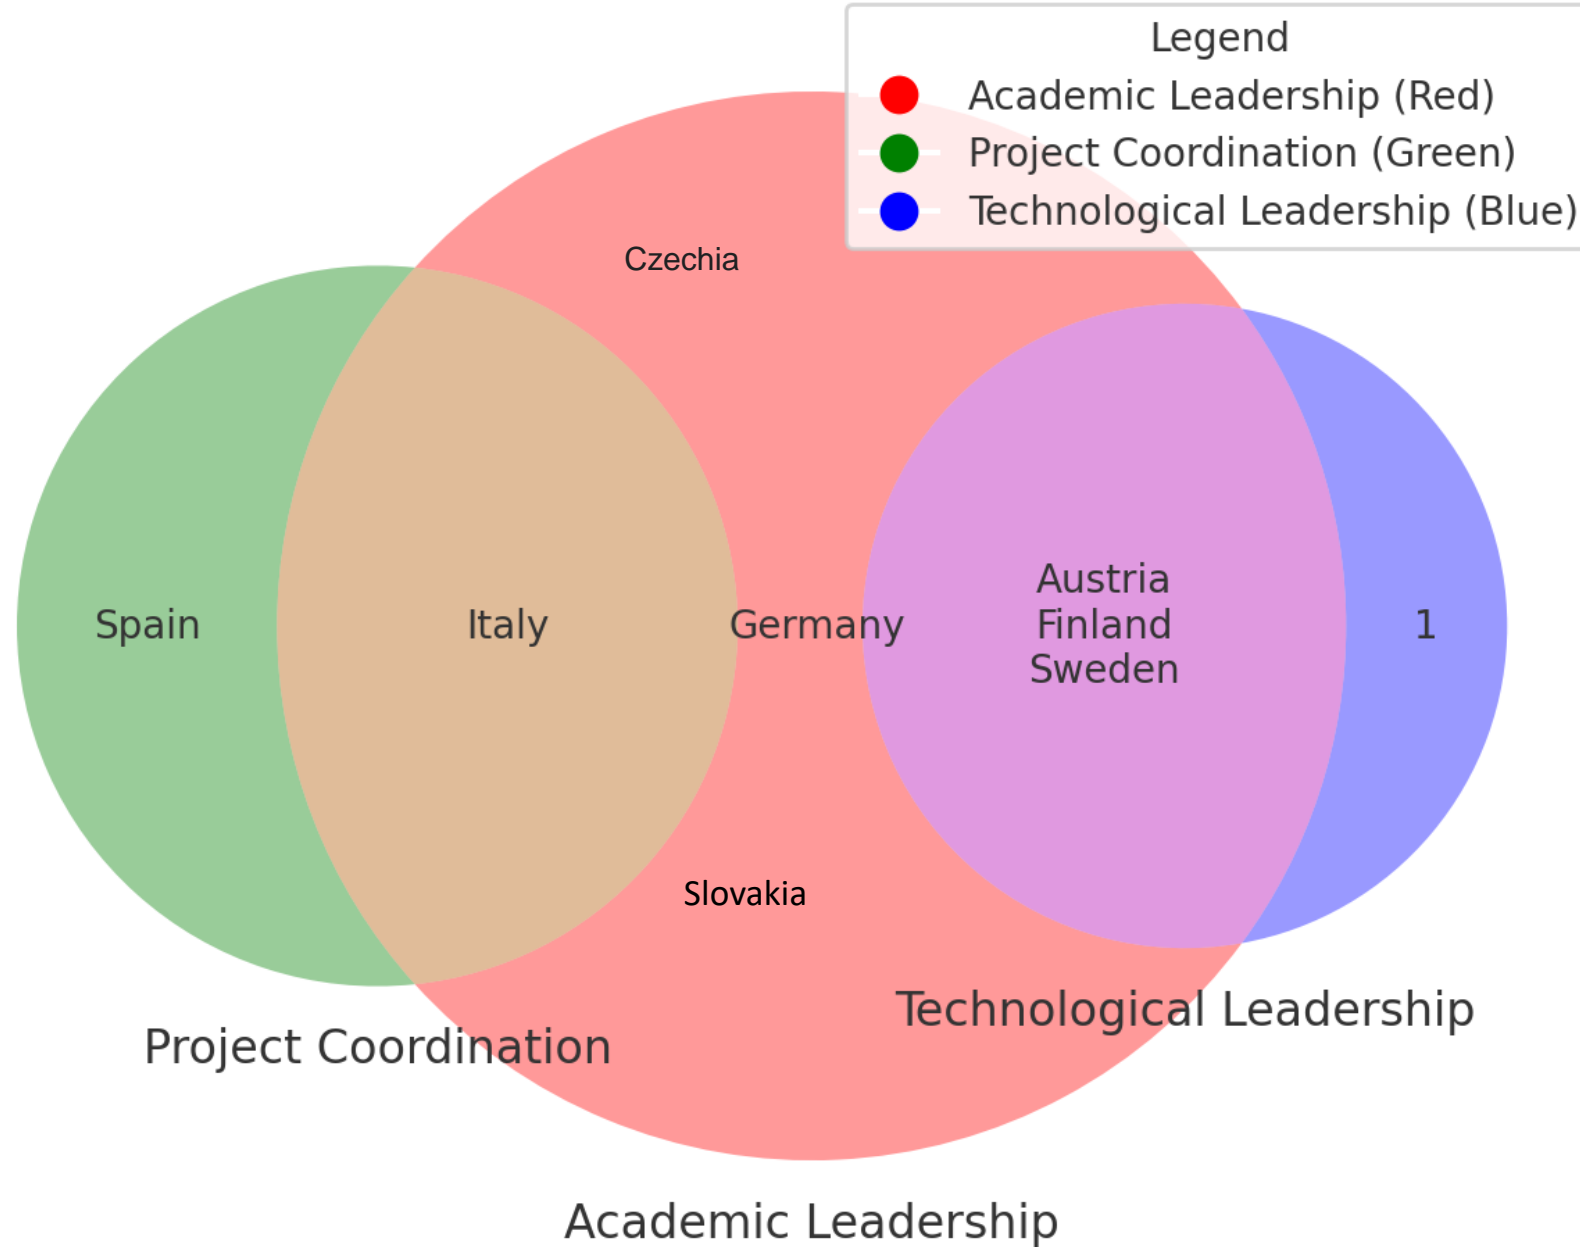 Legend
Academic Leadership (Red)
Project Coordination (Green)
Technological Leadership (Blue)
Czechia
Spain
Italy
Germany
Austria
Finland
Sweden
1
Slovakia
Technological Leadership
Project Coordination
Academic Leadership